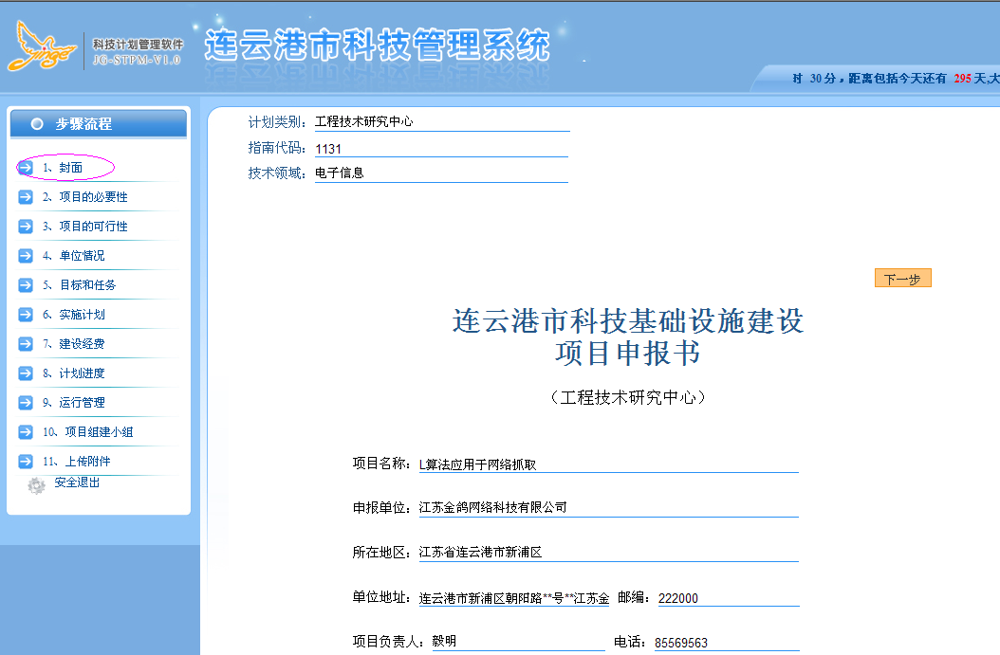 科技计划管理软件
JG-STPM-V1.0
连云港市科技管理系统
时 30分，距离包括今天还有 295天,大
步骤流程
1、封面
2、项目的必要性
3、项目的可行性
4、单位情况
5、目标和任务
6、实施计划
7、建设经费
8、计划进度
9、运行管理
10、项目组建小组
11、上传附件
安全退出
计划类别：工程技术研究中心
指南代码：1131
技术领域：电子信息
下一步
连云港市科技基础设施建设
项目申报书
（工程技术研究中心）
项目名称：L算法应用于网络抓取
申报单位：江苏金鸽网络科技有限公司
所在地区：江苏省连云港市新浦区
单位地址：连云港市新浦区朝阳路**号**江苏金 邮编：222000
项目负责人：毅明 电话：85569563